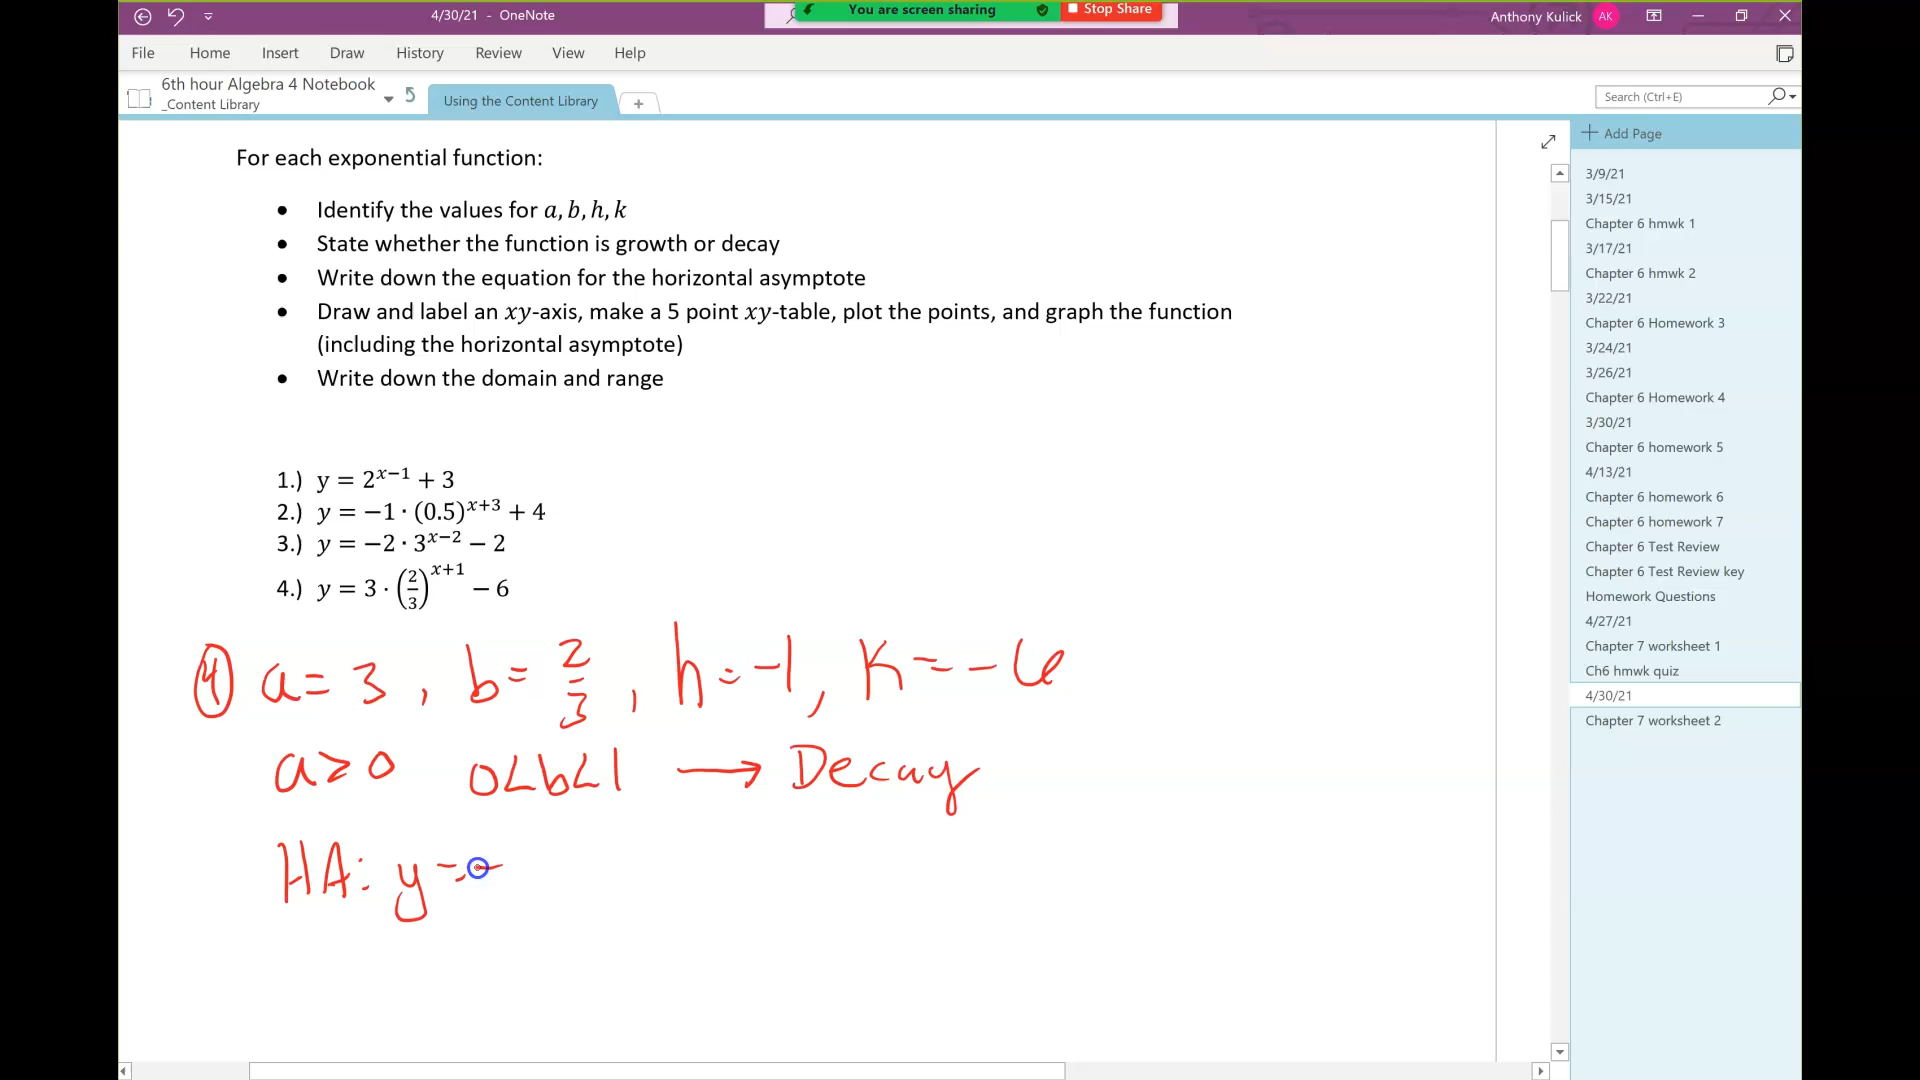 4/30/21 - OneNote
You are screen sharing
Stop Share
Anthony Kulick
AK
File Home Insert Draw History Review View Help
6th hour Algebra 4 Notebook
_Content Library
Using the Content Library
Search (Ctrl+E)
For each exponential function:
• Identify the values for a, b, h, k
• State whether the function is growth or decay
• Write down the equation for the horizontal asymptote
• Draw and label an xy-axis, make a 5 point xy-table, plot the points, and graph the function
(including the horizontal asymptote)
• Write down the domain and range
1.) y = 2^{x−1} + 3
2.) y = −1 · (0.5)^{x+3} + 4
3.) y = −2 · 3^{x−2} − 2
4.) y = 3 · (2/3)^{x+1} − 6
④ a = 3 , b = 2/3 , h = -1 , K = -6
a > 0 0<b<1 → Decay
HA: y = -
Add Page
3/9/21
3/15/21
Chapter 6 hmwk 1
3/17/21
Chapter 6 hmwk 2
3/22/21
Chapter 6 Homework 3
3/24/21
3/26/21
Chapter 6 Homework 4
3/30/21
Chapter 6 homework 5
4/13/21
Chapter 6 homework 6
Chapter 6 homework 7
Chapter 6 Test Review
Chapter 6 Test Review key
Homework Questions
4/27/21
Chapter 7 worksheet 1
Ch6 hmwk quiz
4/30/21
Chapter 7 worksheet 2